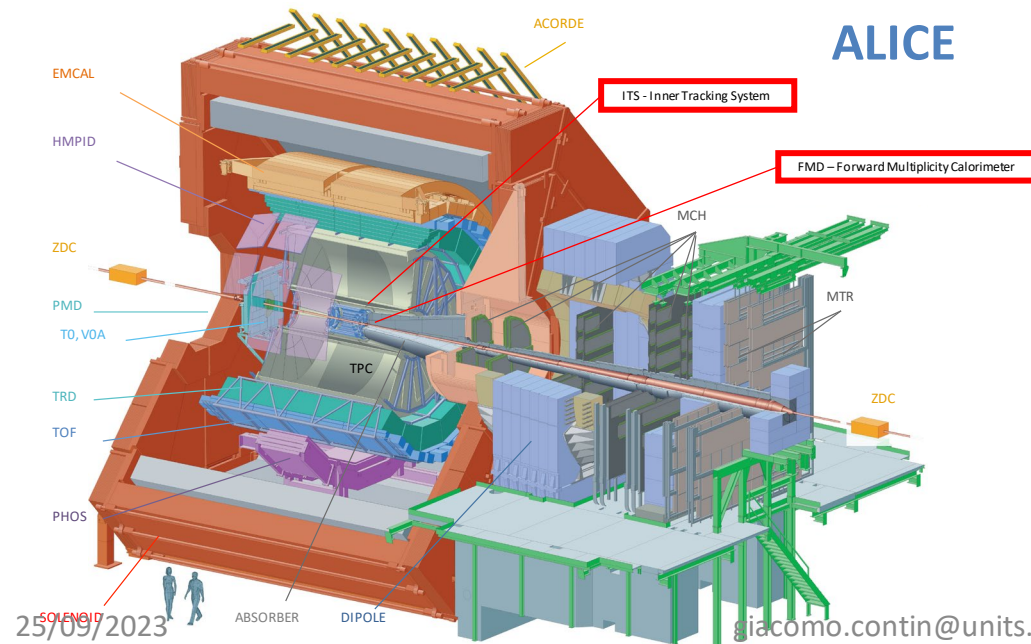 ALICE
ACORDE
EMCAL
ITS - Inner Tracking System
HMPID
FMD – Forward Multiplicity Calorimeter
MCH
ZDC
MTR
PMD
T0, V0A
TPC
TRD
ZDC
TOF
PHOS
SOLENOID
ABSORBER
DIPOLE
25/09/2023
giacomo.contin@units.